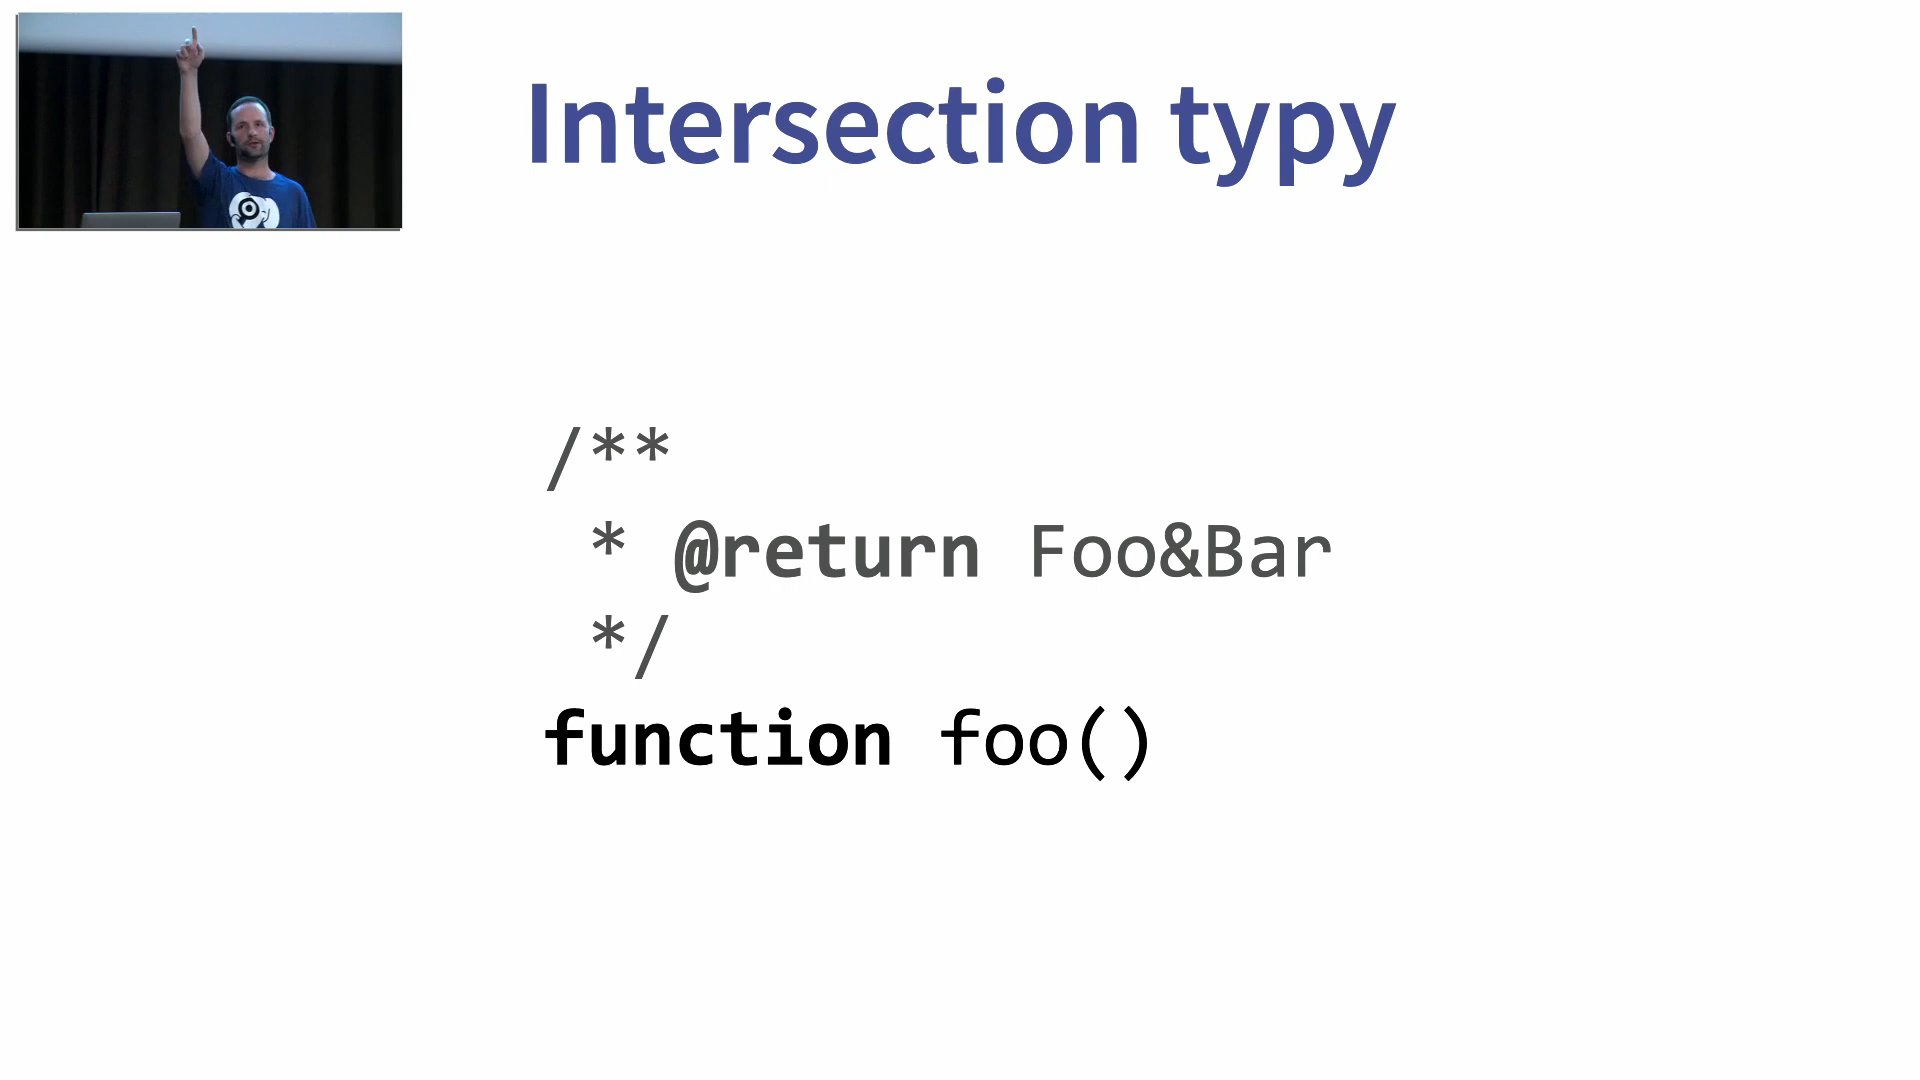 Intersection typy
/**
 * @return Foo&Bar
 */
function foo()